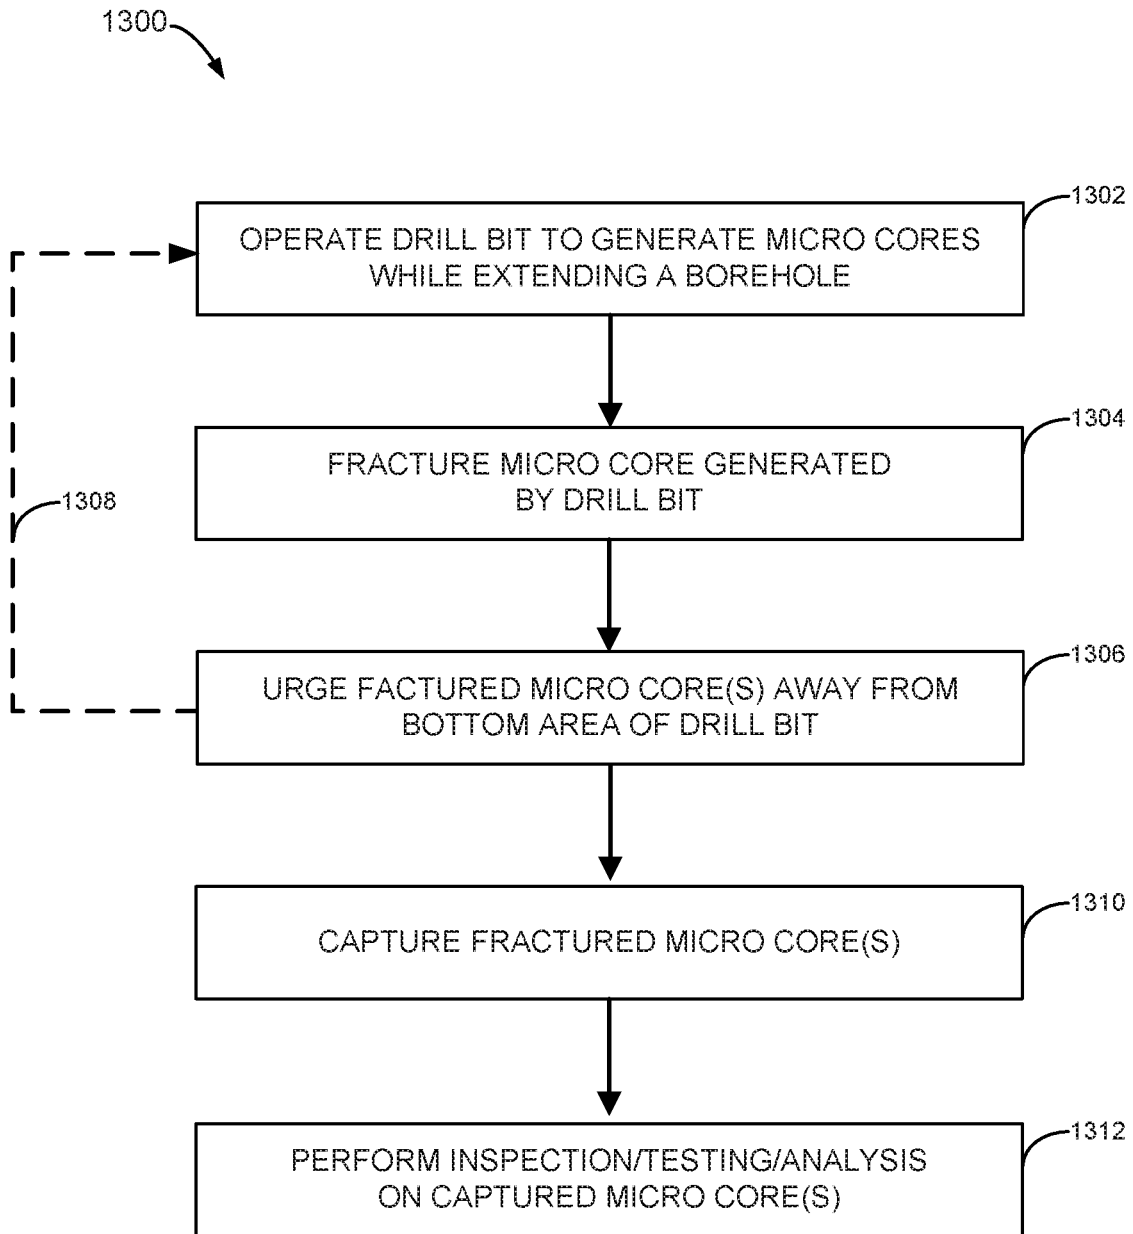 1300
1302
OPERATE DRILL BIT TO GENERATE MICRO CORES
WHILE EXTENDING A BOREHOLE
1304
FRACTURE MICRO CORE GENERATED
BY DRILL BIT
1308
1306
URGE FACTURED MICRO CORE(S) AWAY FROM
BOTTOM AREA OF DRILL BIT
1310
CAPTURE FRACTURED MICRO CORE(S)
1312
PERFORM INSPECTION/TESTING/ANALYSIS
ON CAPTURED MICRO CORE(S)